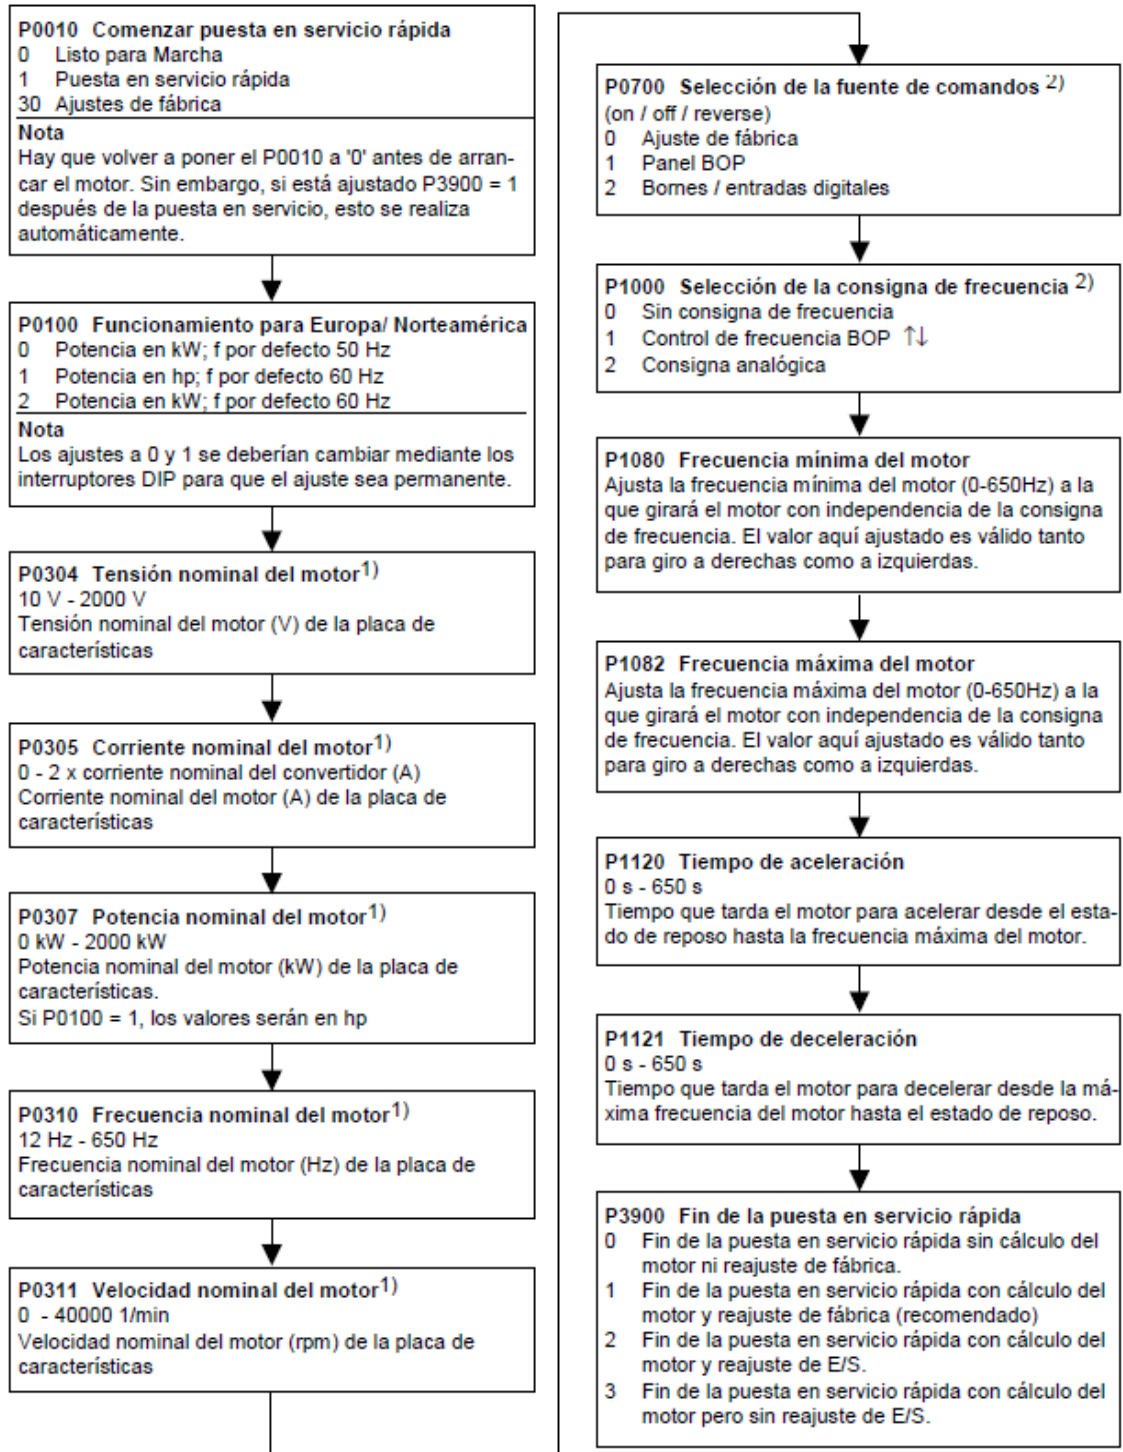 P0010 Comenzar puesta en servicio rápida
0 Listo para Marcha
1 Puesta en servicio rápida
30 Ajustes de fábrica
Nota
Hay que volver a poner el P0010 a '0' antes de arran-
car el motor. Sin embargo, si está ajustado P3900 = 1
después de la puesta en servicio, esto se realiza
automáticamente.
P0100 Funcionamiento para Europa/ Norteamérica
0 Potencia en kW; f por defecto 50 Hz
1 Potencia en hp; f por defecto 60 Hz
2 Potencia en kW; f por defecto 60 Hz
Nota
Los ajustes a 0 y 1 se deberían cambiar mediante los
interruptores DIP para que el ajuste sea permanente.
P0304 Tensión nominal del motor1)
10 V - 2000 V
Tensión nominal del motor (V) de la placa de
características
P0305 Corriente nominal del motor1)
0 - 2 x corriente nominal del convertidor (A)
Corriente nominal del motor (A) de la placa de
características
P0307 Potencia nominal del motor1)
0 kW - 2000 kW
Potencia nominal del motor (kW) de la placa de
características.
Si P0100 = 1, los valores serán en hp
P0310 Frecuencia nominal del motor1)
12 Hz - 650 Hz
Frecuencia nominal del motor (Hz) de la placa de
características
P0311 Velocidad nominal del motor1)
0 - 40000 1/min
Velocidad nominal del motor (rpm) de la placa de
características
P0700 Selección de la fuente de comandos 2)
(on / off / reverse)
0 Ajuste de fábrica
1 Panel BOP
2 Bornes / entradas digitales
P1000 Selección de la consigna de frecuencia 2)
0 Sin consigna de frecuencia
1 Control de frecuencia BOP ↑↓
2 Consigna analógica
P1080 Frecuencia mínima del motor
Ajusta la frecuencia mínima del motor (0-650Hz) a la
que girará el motor con independencia de la consigna
de frecuencia. El valor aquí ajustado es válido tanto
para giro a derechas como a izquierdas.
P1082 Frecuencia máxima del motor
Ajusta la frecuencia máxima del motor (0-650Hz) a la
que girará el motor con independencia de la consigna
de frecuencia. El valor aquí ajustado es válido tanto
para giro a derechas como a izquierdas.
P1120 Tiempo de aceleración
0 s - 650 s
Tiempo que tarda el motor para acelerar desde el esta-
do de reposo hasta la frecuencia máxima del motor.
P1121 Tiempo de deceleración
0 s - 650 s
Tiempo que tarda el motor para decelerar desde la má-
xima frecuencia del motor hasta el estado de reposo.
P3900 Fin de la puesta en servicio rápida
0 Fin de la puesta en servicio rápida sin cálculo del
motor ni reajuste de fábrica.
1 Fin de la puesta en servicio rápida con cálculo del
motor y reajuste de fábrica (recomendado)
2 Fin de la puesta en servicio rápida con cálculo del
motor y reajuste de E/S.
3 Fin de la puesta en servicio rápida con cálculo del
motor pero sin reajuste de E/S.